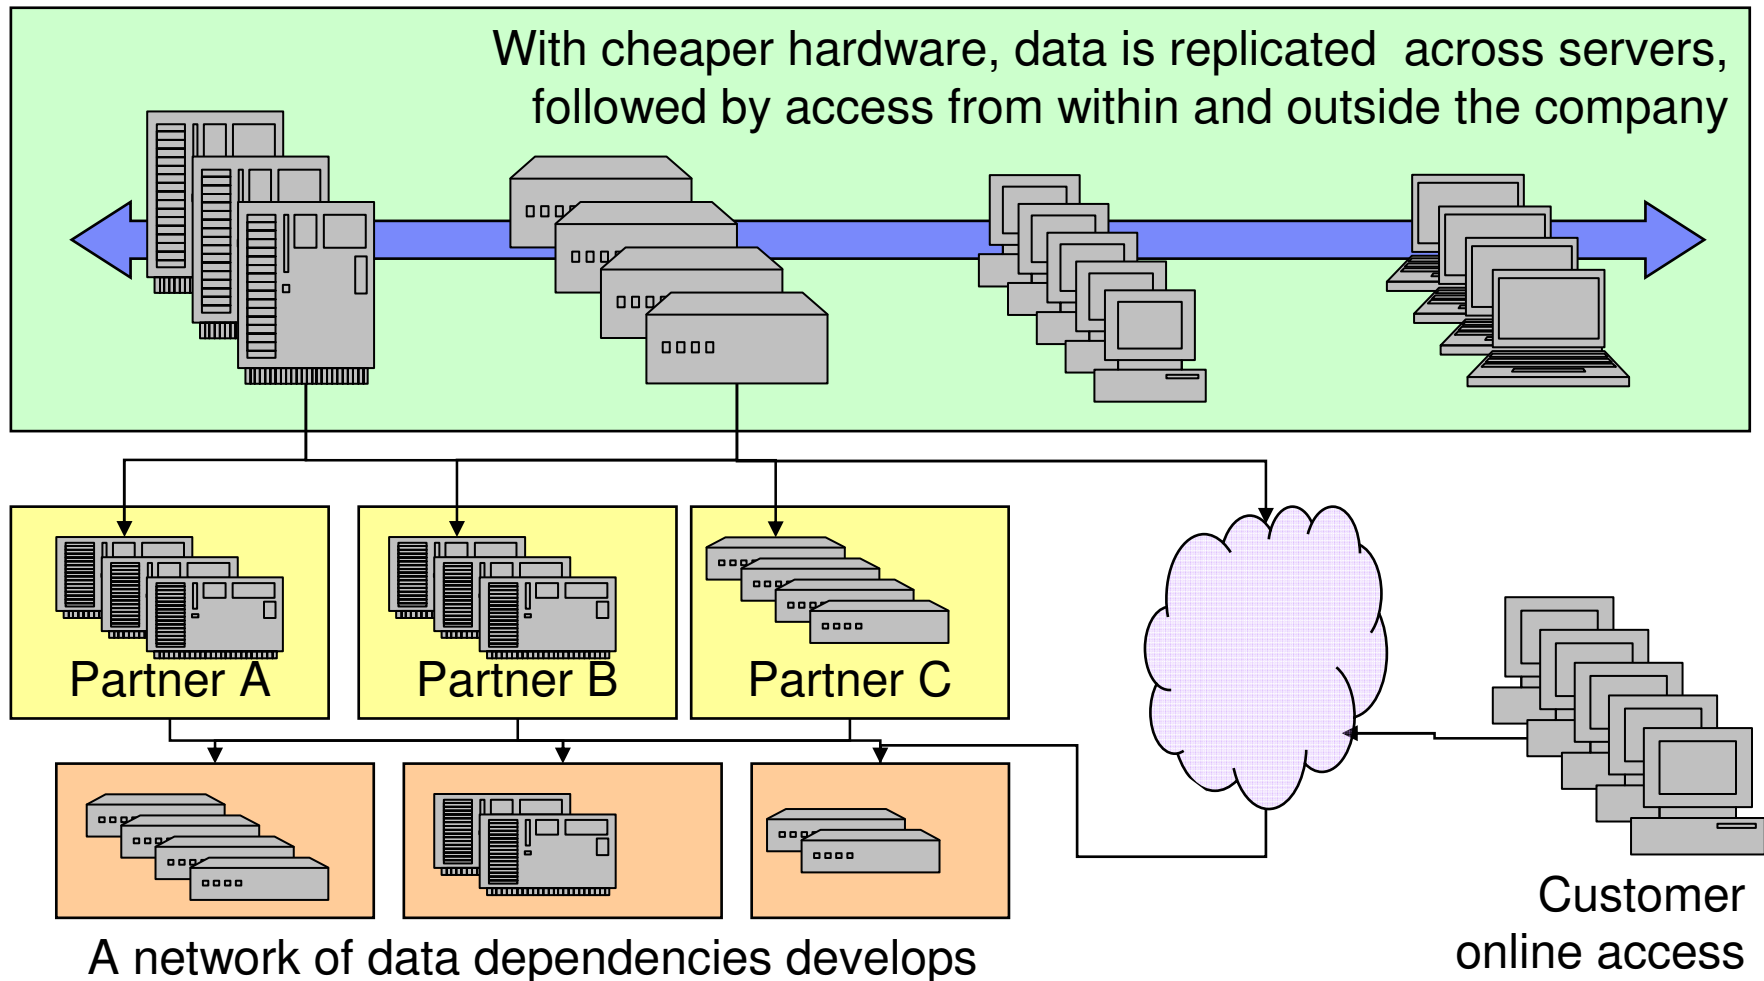 With cheaper hardware, data is replicated across servers,
followed by access from within and outside the company
Partner A
Partner B
Partner C
Customer
online access
A network of data dependencies develops